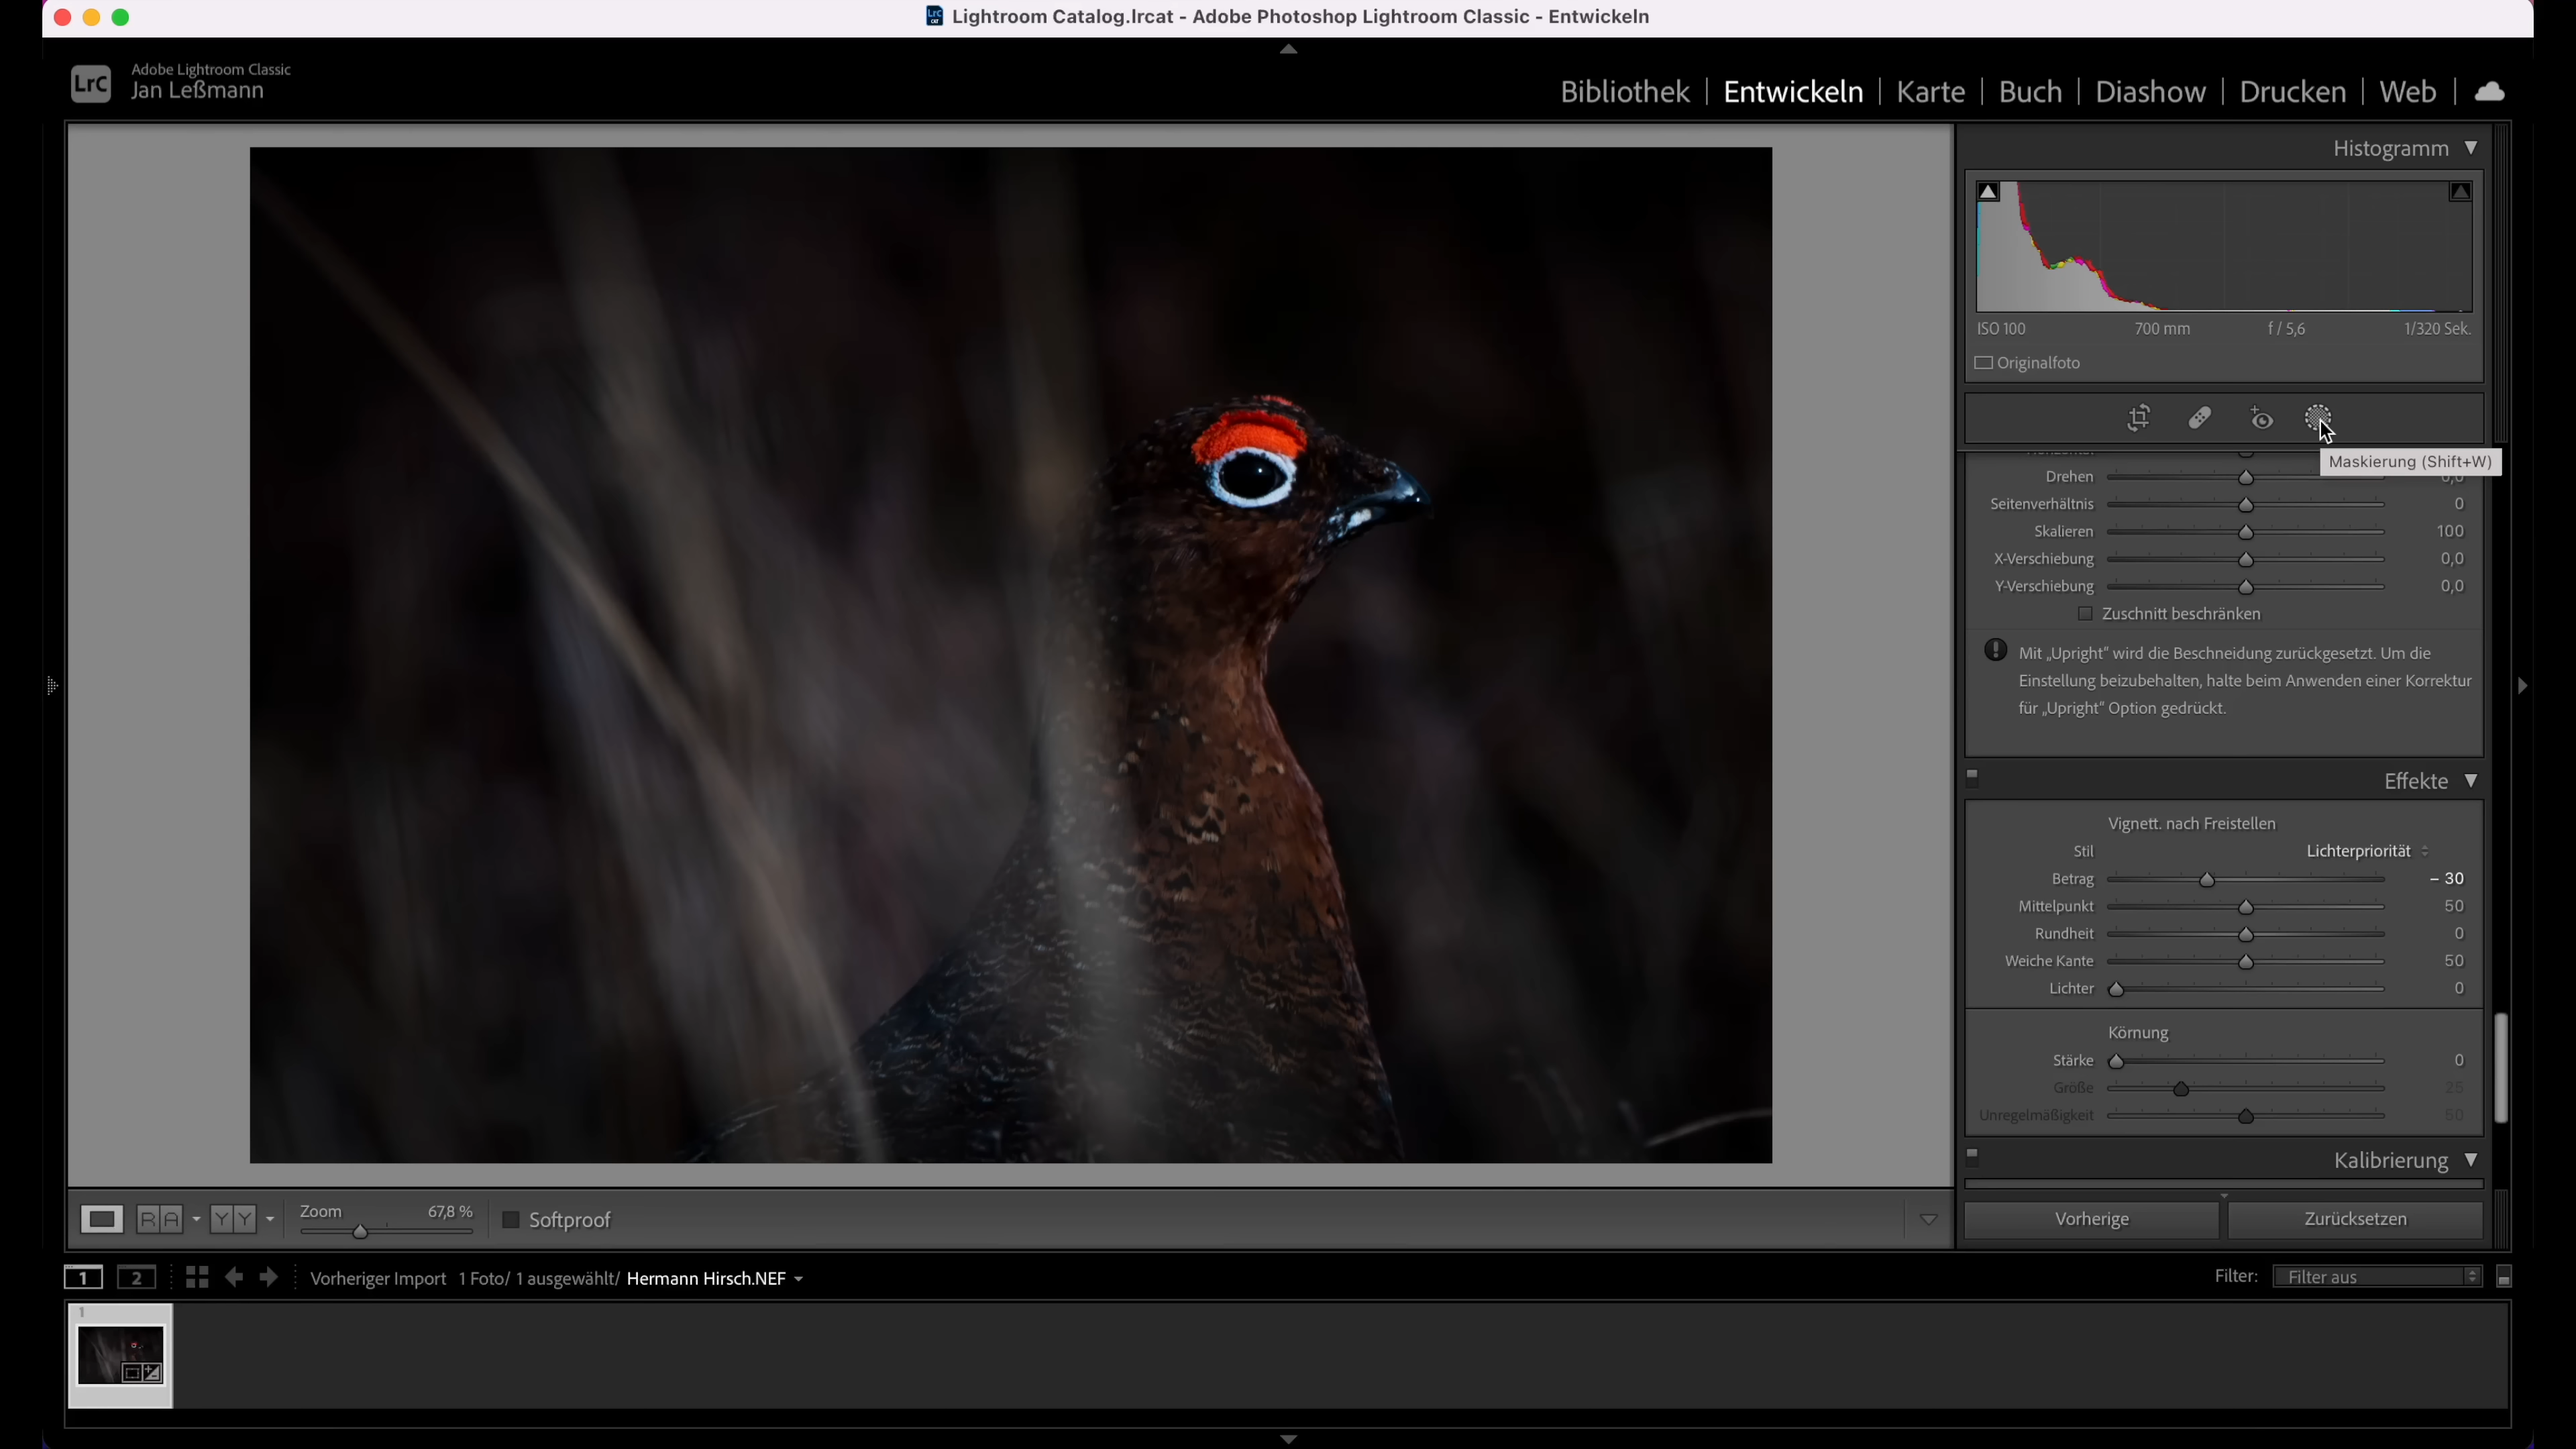 Lightroom Catalog.lrcat - Adobe Photoshop Lightroom Classic - Entwickeln
LrC
Adobe Lightroom Classic
Jan Leßmann
Bibliothek | Entwickeln | Karte | Buch | Diashow | Drucken | Web
Histogramm
ISO 100 700 mm f / 5,6 1/320 Sek.
Originalfoto
Maskierung (Shift+W)
Drehen 0,0
Seitenverhältnis 0
Skalieren 100
X-Verschiebung 0,0
Y-Verschiebung 0,0
Zuschnitt beschränken
Mit „Upright“ wird die Beschneidung zurückgesetzt. Um die
Einstellung beizubehalten, halte beim Anwenden einer Korrektur
für „Upright“ Option gedrückt.
Effekte
Vignett. nach Freistellen
Stil Lichterpriorität
Betrag – 30
Mittelpunkt 50
Rundheit 0
Weiche Kante 50
Lichter 0
Körnung
Stärke 0
Größe 25
Unregelmäßigkeit 50
Kalibrierung
Vorherige Zurücksetzen
R A Y Y Zoom 67,8 % Softproof
1 2 Vorheriger Import 1 Foto/ 1 ausgewählt/ Hermann Hirsch.NEF Filter: Filter aus
1